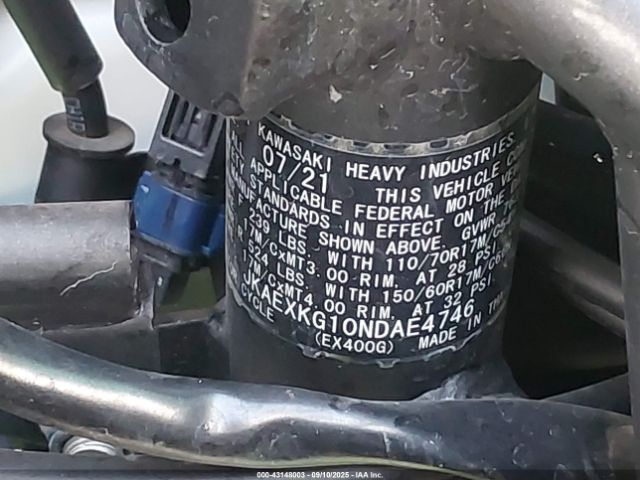 KAWASAKI HEAVY INDUSTRIES
07/21 THIS VEHICLE
ALL APPLICABLE FEDERAL MOTOR
STANDARDS IN EFFECT ON THE
MANUFACTURE SHOWN ABOVE. GVWR
239 LBS. WITH 110/70R17M/C
17M/CxMT3.00 RIM. AT 28 PSI
524 LBS. WITH 150/60R17M/C
17M/CxMT4.00 RIM. AT 32 PSI.
JKAEXKG10NDAE4746
CYCLE (EX400G) MADE IN
000-43148003 - 09/10/2025 - IAA Inc.